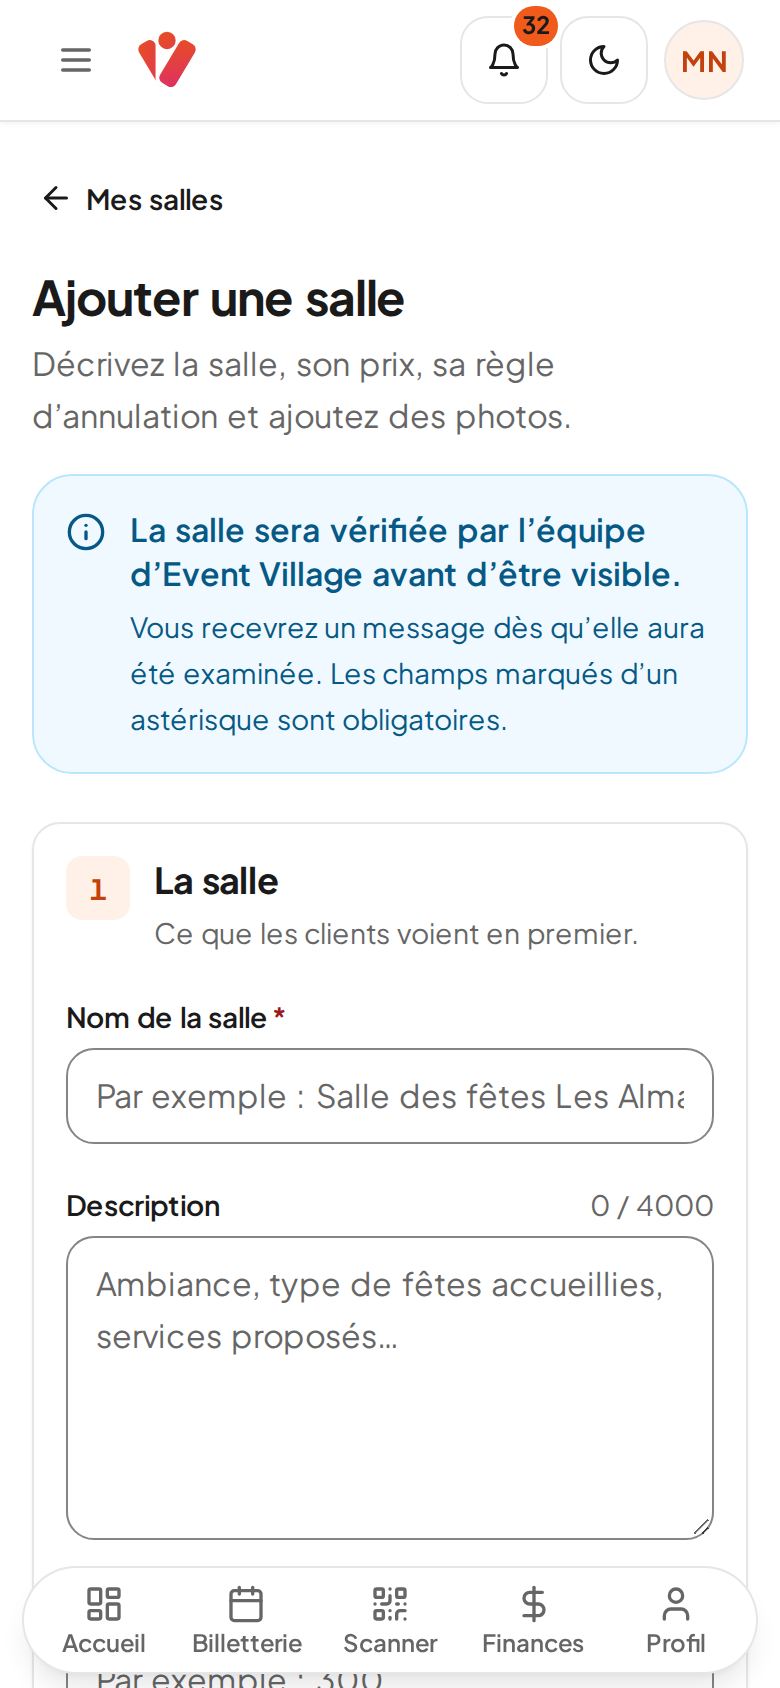 32
MN
Mes salles
Ajouter une salle
Décrivez la salle, son prix, sa règle
d’annulation et ajoutez des photos.
La salle sera vérifiée par l’équipe
d’Event Village avant d’être visible.
Vous recevrez un message dès qu’elle aura
été examinée. Les champs marqués d’un
astérisque sont obligatoires.
1
La salle
Ce que les clients voient en premier.
Nom de la salle *
Par exemple : Salle des fêtes Les Alma
Description
0 / 4000
Ambiance, type de fêtes accueillies,
services proposés…
Accueil
Billetterie
Scanner
Finances
Profil
Par exemple : 300